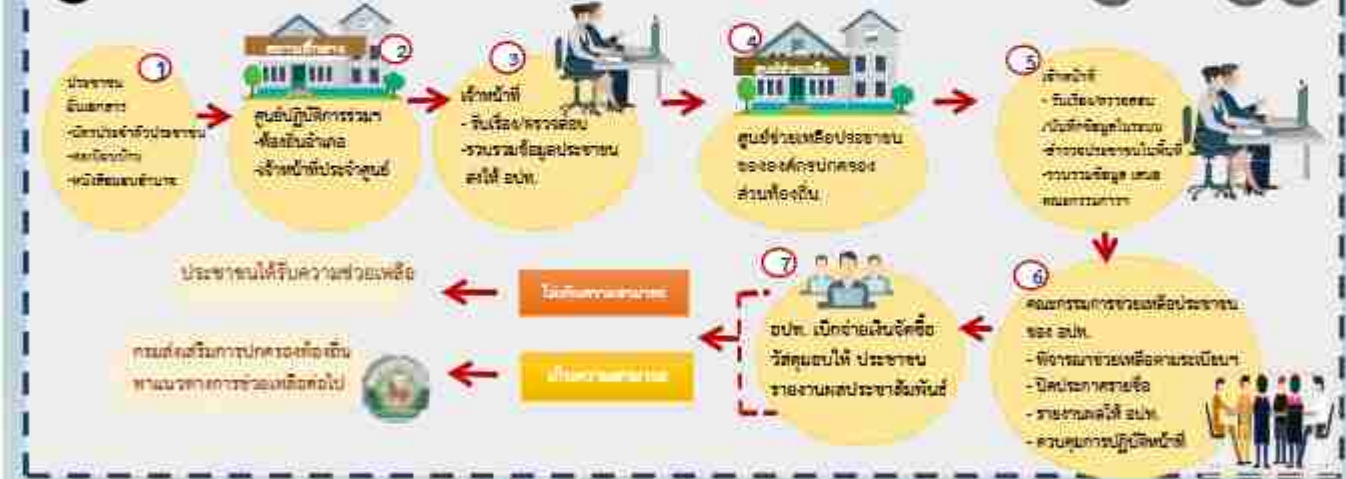 1
ประชาชน
ยื่นเอกสาร
-บัตรประจำตัวประชาชน
-ทะเบียนบ้าน
-หนังสือมอบอำนาจ
สถานที่กลาง
2
ศูนย์ปฏิบัติการร่วมฯ
-ท้องถิ่นอำเภอ
-เจ้าหน้าที่ประจำศูนย์
3
เจ้าหน้าที่
- รับเรื่อง/ตรวจสอบ
-รวบรวมข้อมูลประชาชน
ส่งให้ อปท.
4
ศูนย์ช่วยเหลือประชาชน
ขององค์กรปกครอง
ส่วนท้องถิ่น
5
เจ้าหน้าที่
- รับเรื่อง/ตรวจสอบ
/บันทึกข้อมูลในระบบ
-สำรวจประชาชนในพื้นที่
-รวบรวมข้อมูล เสนอ
คณะกรรมการฯ
6
คณะกรรมการช่วยเหลือประชาชน
ของ อปท.
- พิจารณาช่วยเหลือตามระเบียบฯ
- ปิดประกาศรายชื่อ
- รายงานผลให้ อปท.
- ควบคุมการปฏิบัติหน้าที่
7
อปท. เบิกจ่ายเงินจัดซื้อ
วัสดุมอบให้ ประชาชน
รายงานผลประชาสัมพันธ์
ไม่เกินความสามารถ
ประชาชนได้รับความช่วยเหลือ
เกินความสามารถ
กรมส่งเสริมการปกครองท้องถิ่น
หาแนวทางการช่วยเหลือต่อไป